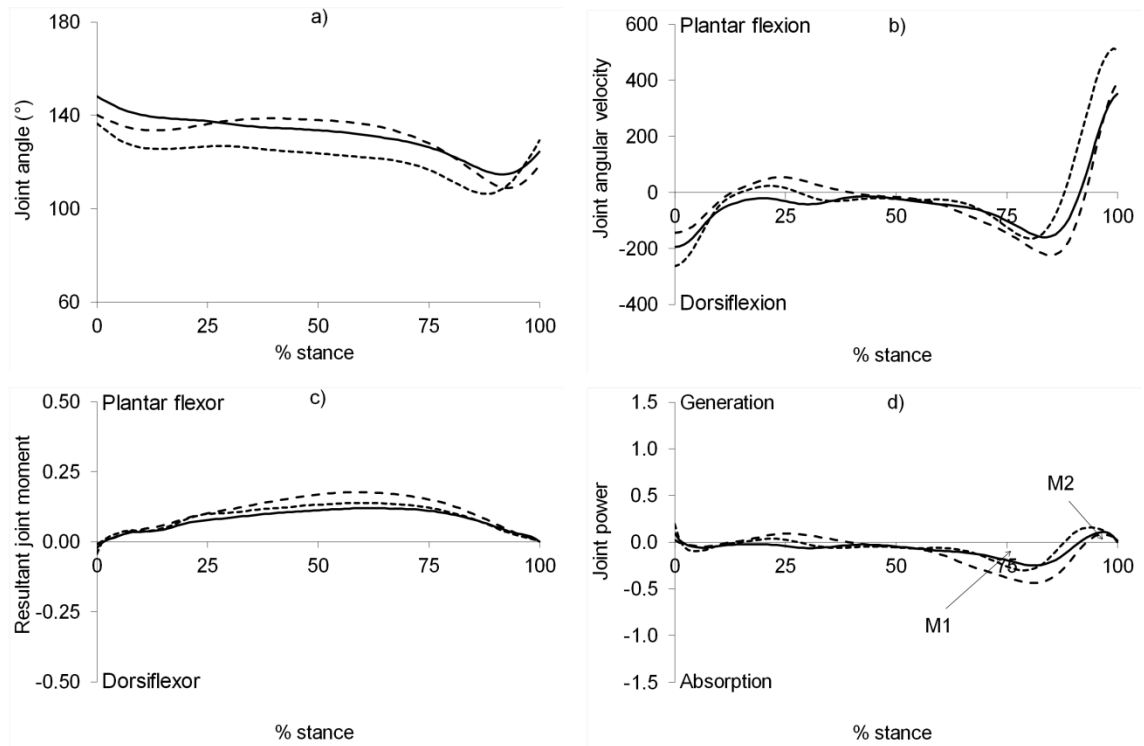 a)
180
140
100
60
Joint angle (°)
0 25 50 75 100
% stance
b)
Plantar flexion
600
400
200
0
-200
-400
Joint angular velocity
0 25 50 75 100
Dorsiflexion
% stance
c)
Plantar flexor
0.50
0.25
0.00
-0.25
-0.50
Resultant joint moment
0 25 50 75 100
Dorsiflexor
% stance
d)
Generation
1.5
1.0
0.5
0.0
-0.5
-1.0
-1.5
Joint power
M2
0 25 50 75 100
M1
Absorption
% stance